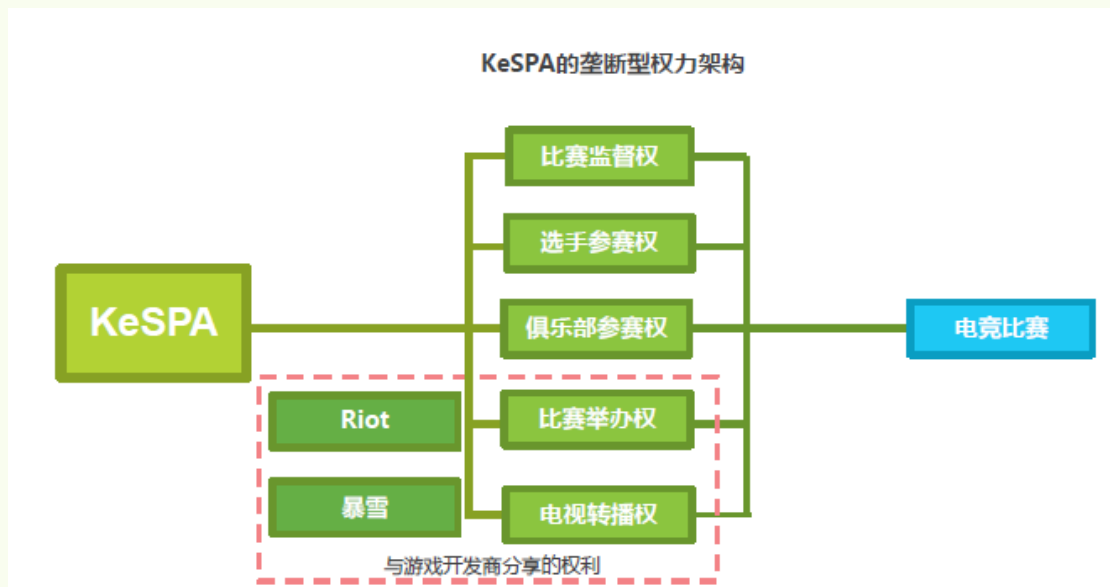 KeSPA的垄断型权力架构
比赛监督权
选手参赛权
KeSPA
俱乐部参赛权
电竞比赛
Riot
比赛举办权
暴雪
电视转播权
与游戏开发商分享的权利